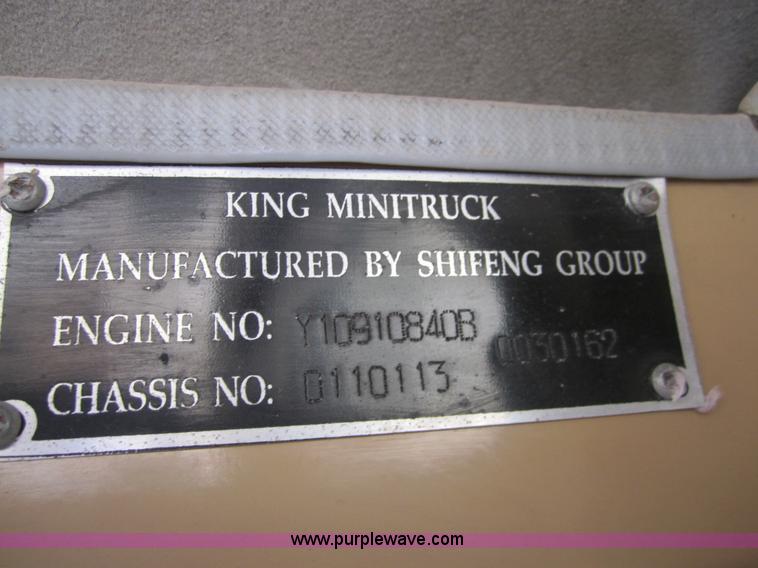 KING MINITRUCK
MANUFACTURED BY SHIFENG GROUP
ENGINE NO: Y10910840B 0030162
CHASSIS NO: 0110113
www.purplewave.com